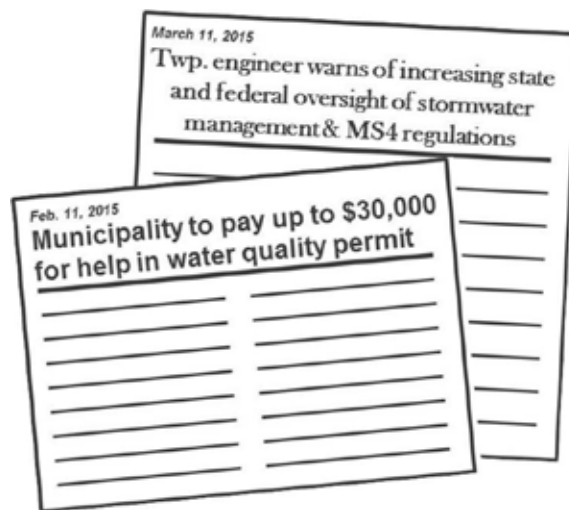 March 11, 2015
Twp. engineer warns of increasing state
and federal oversight of stormwater
management & MS4 regulations
Feb. 11, 2015
Municipality to pay up to $30,000
for help in water quality permit